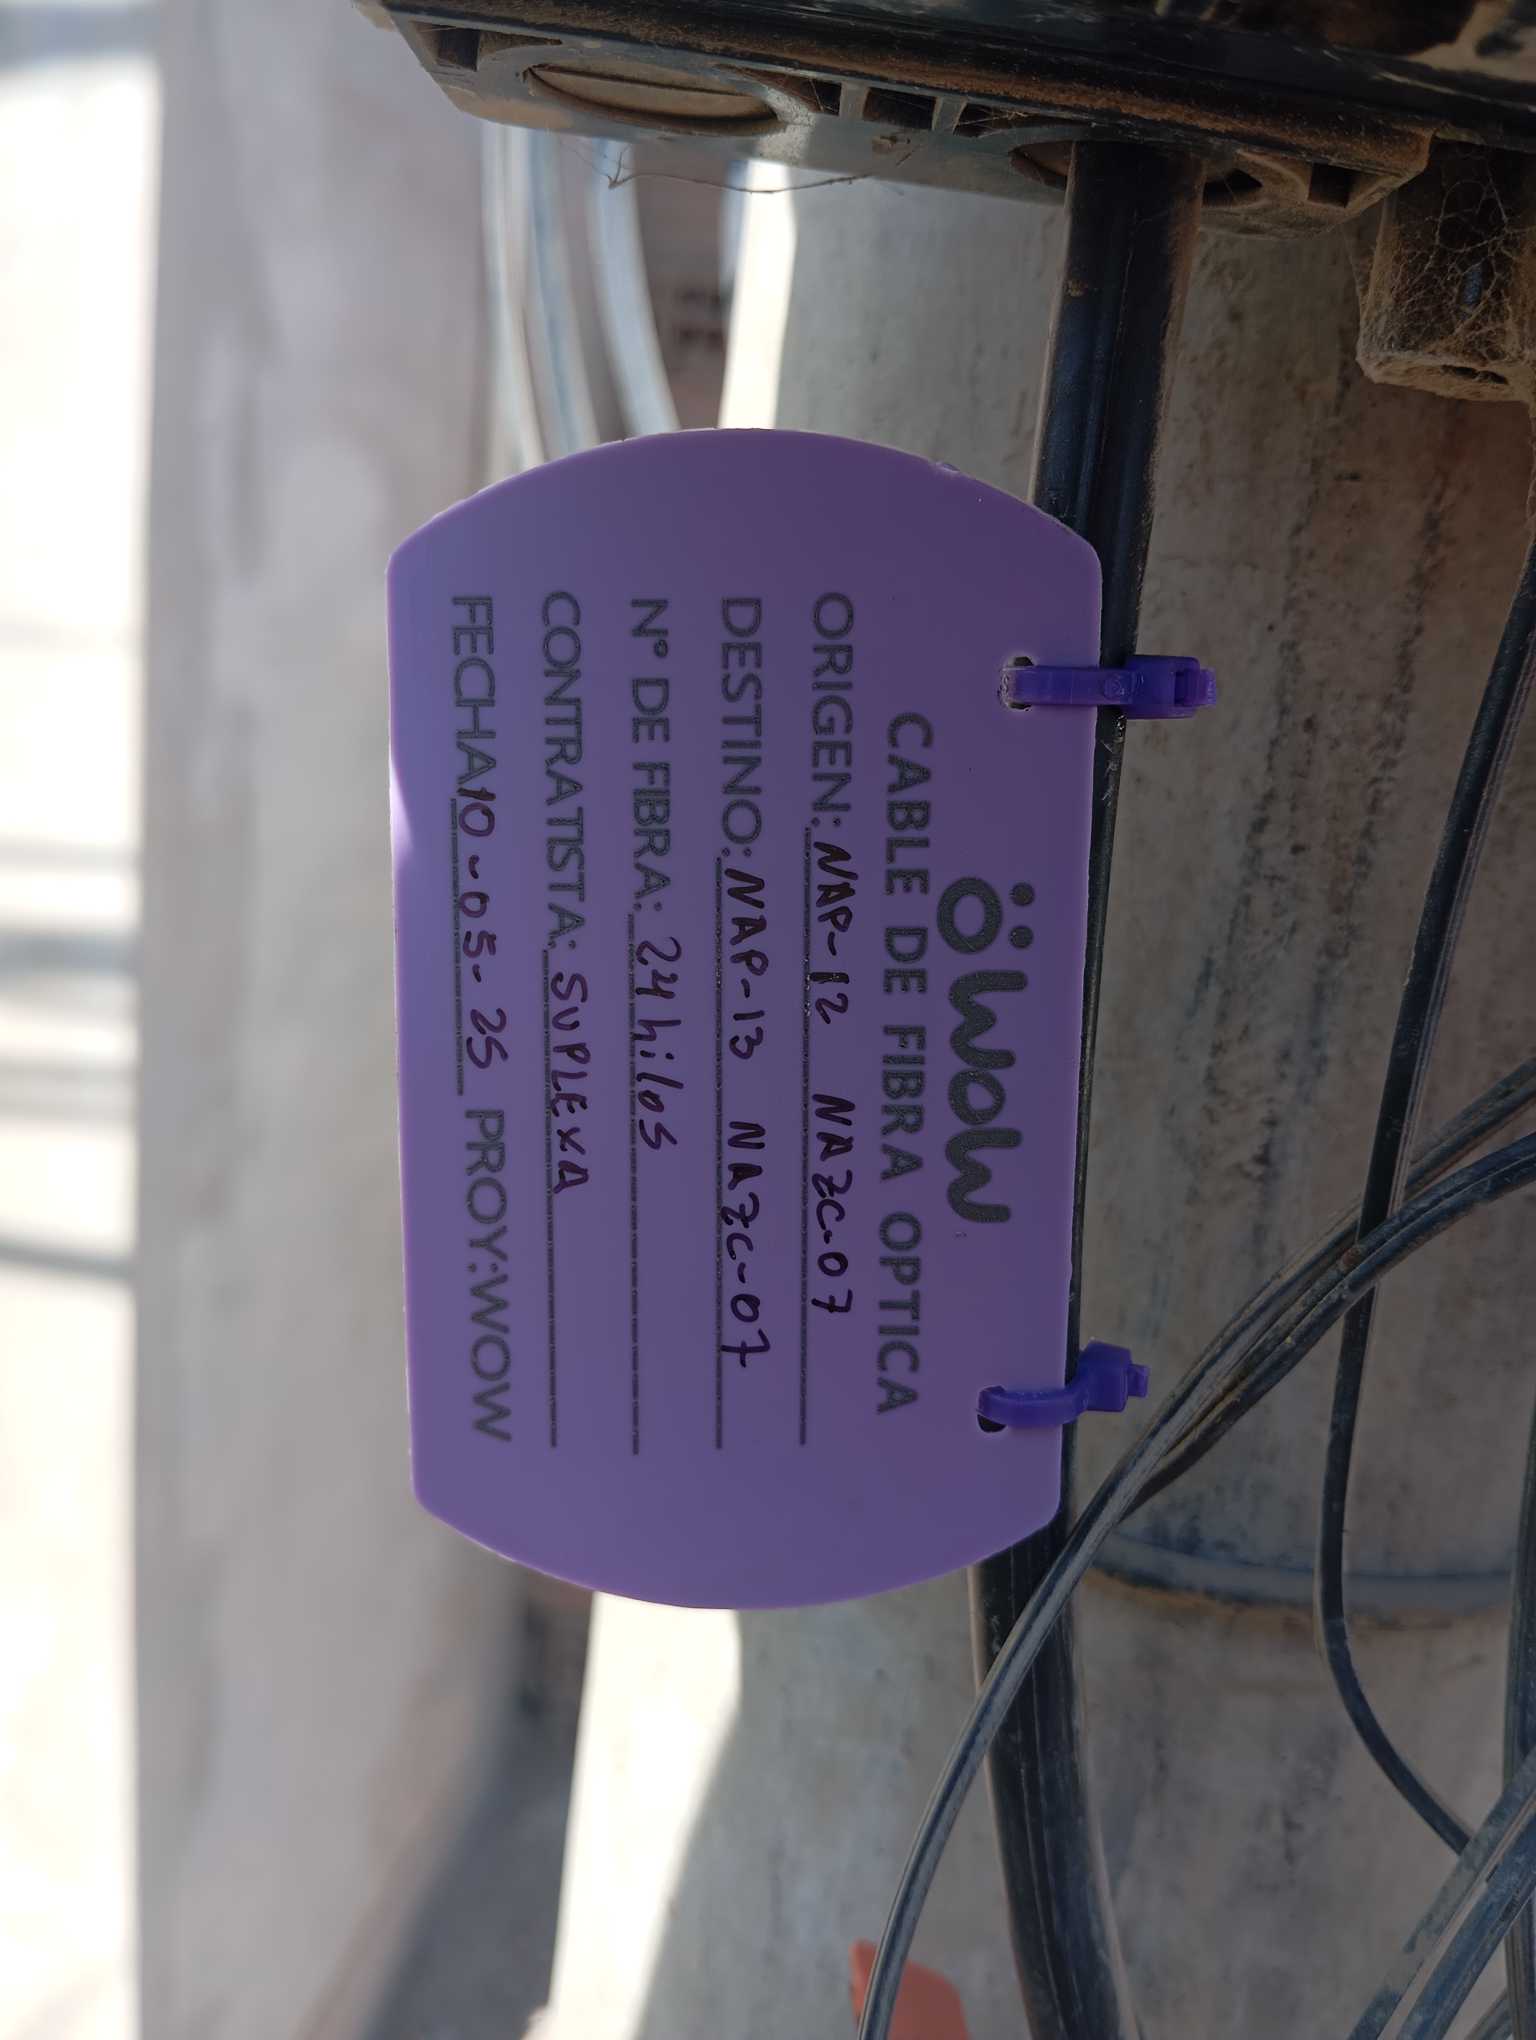 wow
CABLE DE FIBRA OPTICA
ORIGEN: NAP-12 NAZC-07
DESTINO: NAP-13 NAZC-07
N° DE FIBRA: 24 hilos
CONTRATISTA: SUPLEXA
FECHA 10-05-25 PROY:WOW